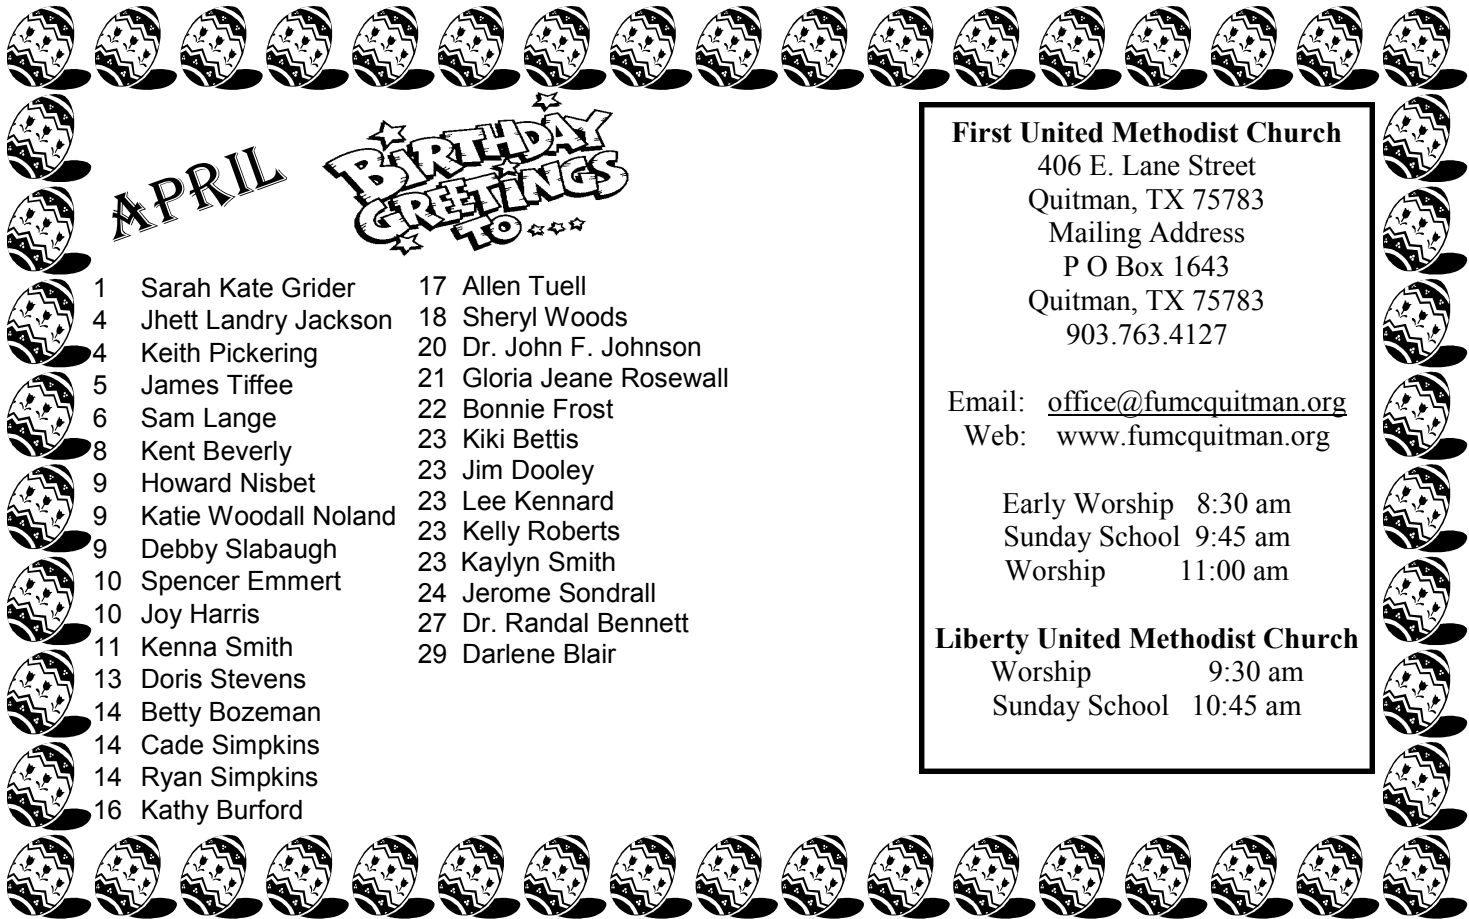 APRIL
BIRTHDAY
GREETINGS
TO...
1 Sarah Kate Grider
4 Jhett Landry Jackson
4 Keith Pickering
5 James Tiffee
6 Sam Lange
8 Kent Beverly
9 Howard Nisbet
9 Katie Woodall Noland
9 Debby Slabaugh
10 Spencer Emmert
10 Joy Harris
11 Kenna Smith
13 Doris Stevens
14 Betty Bozeman
14 Cade Simpkins
14 Ryan Simpkins
16 Kathy Burford
17 Allen Tuell
18 Sheryl Woods
20 Dr. John F. Johnson
21 Gloria Jeane Rosewall
22 Bonnie Frost
23 Kiki Bettis
23 Jim Dooley
23 Lee Kennard
23 Kelly Roberts
23 Kaylyn Smith
24 Jerome Sondrall
27 Dr. Randal Bennett
29 Darlene Blair
First United Methodist Church
406 E. Lane Street
Quitman, TX 75783
Mailing Address
P O Box 1643
Quitman, TX 75783
903.763.4127
Email: office@fumcquitman.org
Web: www.fumcquitman.org
Early Worship 8:30 am
Sunday School 9:45 am
Worship 11:00 am
Liberty United Methodist Church
Worship 9:30 am
Sunday School 10:45 am